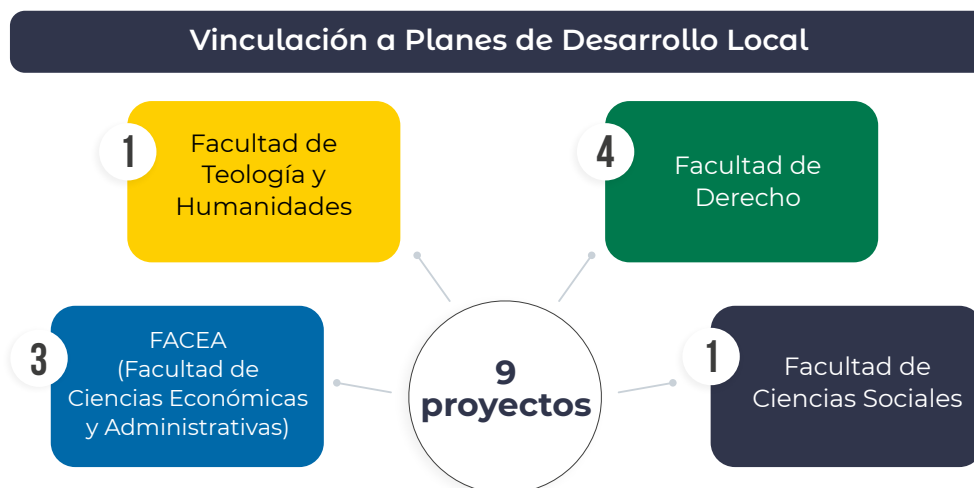 Vinculación a Planes de Desarrollo Local
1
Facultad de
Teología y
Humanidades
4
Facultad de
Derecho
3
FACEA
(Facultad de
Ciencias Económicas
y Administrativas)
9
proyectos
1
Facultad de
Ciencias Sociales